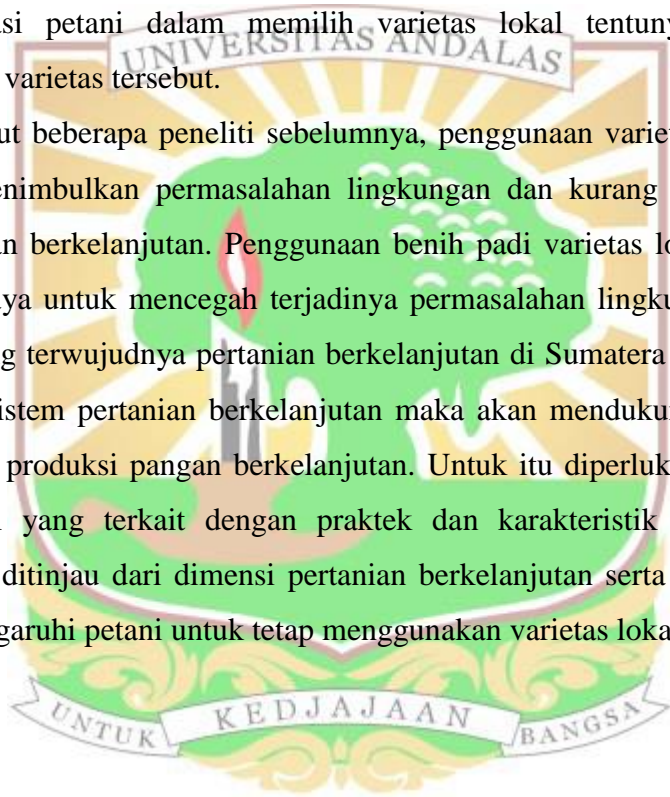 si petani dalam memilih varietas lokal tentuny
UNIVERSITAS ANDALAS
varietas tersebut.
ut beberapa peneliti sebelumnya, penggunaan variet
enimbulkan permasalahan lingkungan dan kurang
n berkelanjutan. Penggunaan benih padi varietas lo
ya untuk mencegah terjadinya permasalahan lingku
g terwujudnya pertanian berkelanjutan di Sumatera
istem pertanian berkelanjutan maka akan mendukun
produksi pangan berkelanjutan. Untuk itu diperluk
yang terkait dengan praktek dan karakteristik
ditinjau dari dimensi pertanian berkelanjutan serta
garuhi petani untuk tetap menggunakan varietas loka
UNTUK KEDJAJAAN BANGSA